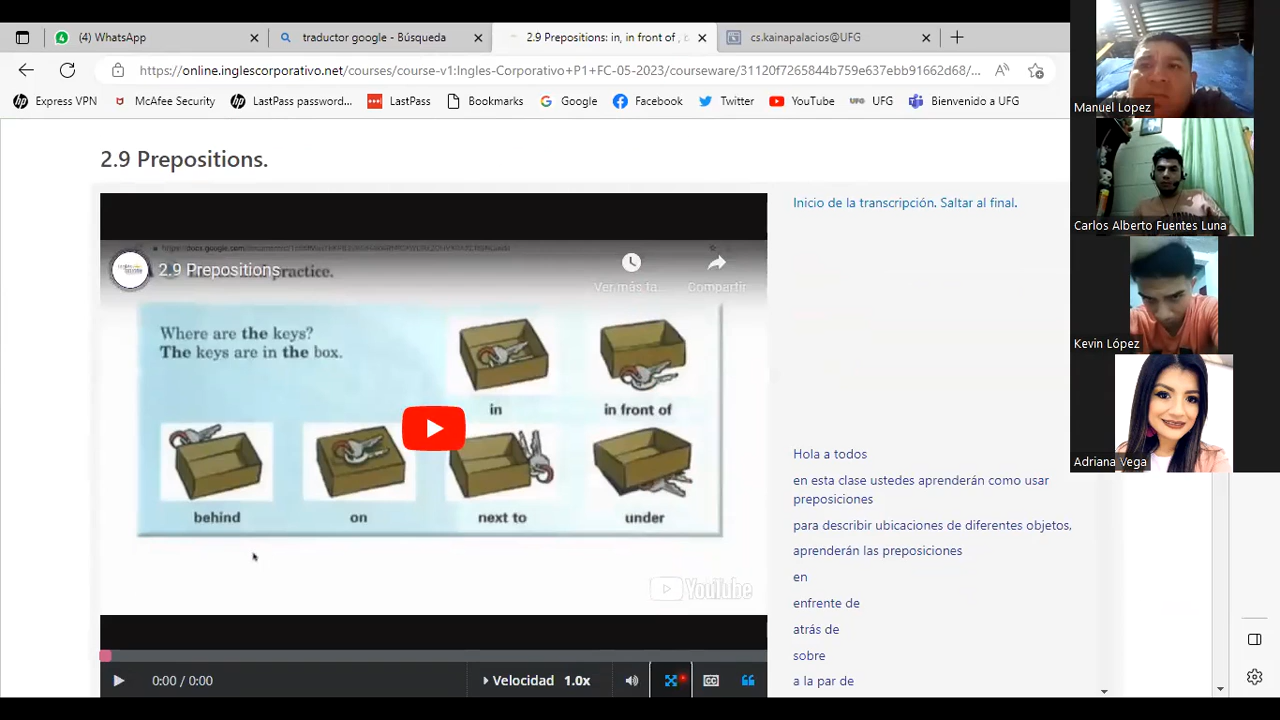 (4) WhatsApp
traductor google - Búsqueda
2.9 Prepositions: in, in front of ,
cs.kainapalacios@UFG
https://online.inglescorporativo.net/courses/course-v1:Ingles-Corporativo+P1+FC-05-2023/courseware/31120f7265844b759e637ebb91662d68/...
Express VPN
McAfee Security
LastPass password...
LastPass
Bookmarks
Google
Facebook
Twitter
YouTube
UFG
Bienvenido a UFG
2.9 Prepositions.
2.9 Prepositions
practice.
Ver más ta...
Compartir
Where are the keys?
The keys are in the box.
in
in front of
behind
on
next to
under
YouTube
0:00 / 0:00
Velocidad 1.0x
Inicio de la transcripción. Saltar al final.
Hola a todos
en esta clase ustedes aprenderán como usar
preposiciones
para describir ubicaciones de diferentes objetos,
aprenderán las preposiciones
en
enfrente de
atrás de
sobre
a la par de
Manuel Lopez
Carlos Alberto Fuentes Luna
Kevin López
Adriana Vega